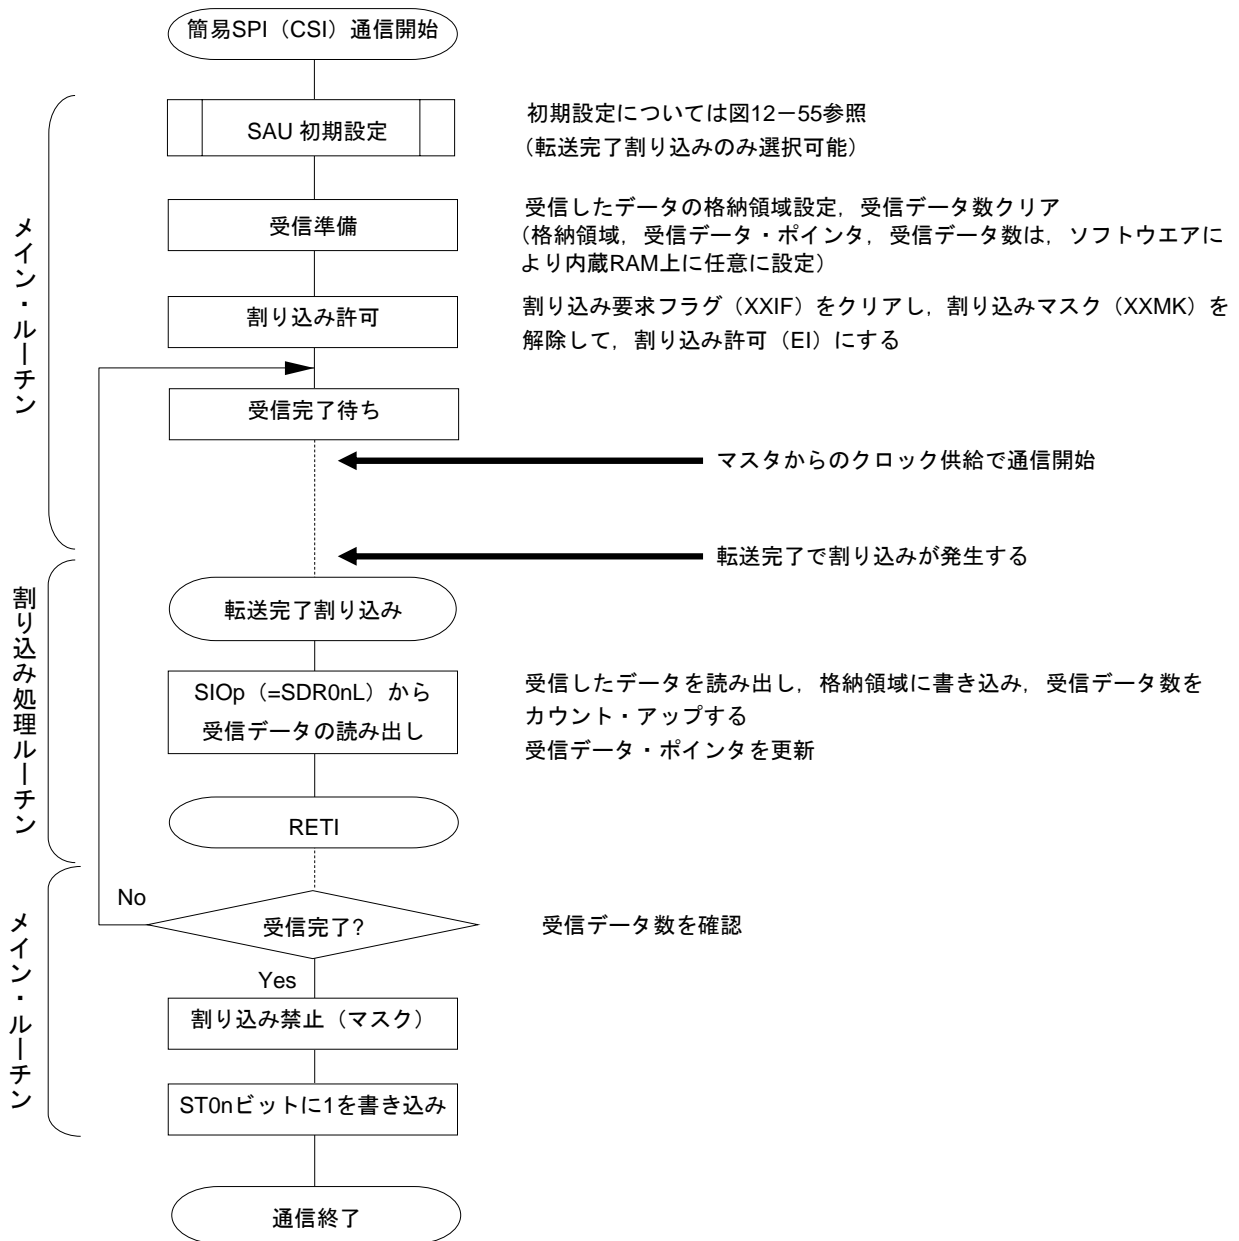 簡易SPI（CSI）通信開始
SAU 初期設定
初期設定については図12－55参照
（転送完了割り込みのみ選択可能）
受信準備
受信したデータの格納領域設定，受信データ数クリア
（格納領域，受信データ・ポインタ，受信データ数は，ソフトウエアに
より内蔵RAM上に任意に設定）
割り込み許可
割り込み要求フラグ（XXIF）をクリアし，割り込みマスク（XXMK）を
解除して，割り込み許可（EI）にする
メイン・ルーチン
受信完了待ち
マスタからのクロック供給で通信開始
転送完了で割り込みが発生する
転送完了割り込み
割り込み処理ルーチン
SIOp（=SDR0nL）から
受信データの読み出し
受信したデータを読み出し，格納領域に書き込み，受信データ数を
カウント・アップする
受信データ・ポインタを更新
RETI
No
受信完了?
受信データ数を確認
Yes
メイン・ルーチン
割り込み禁止（マスク）
ST0nビットに1を書き込み
通信終了